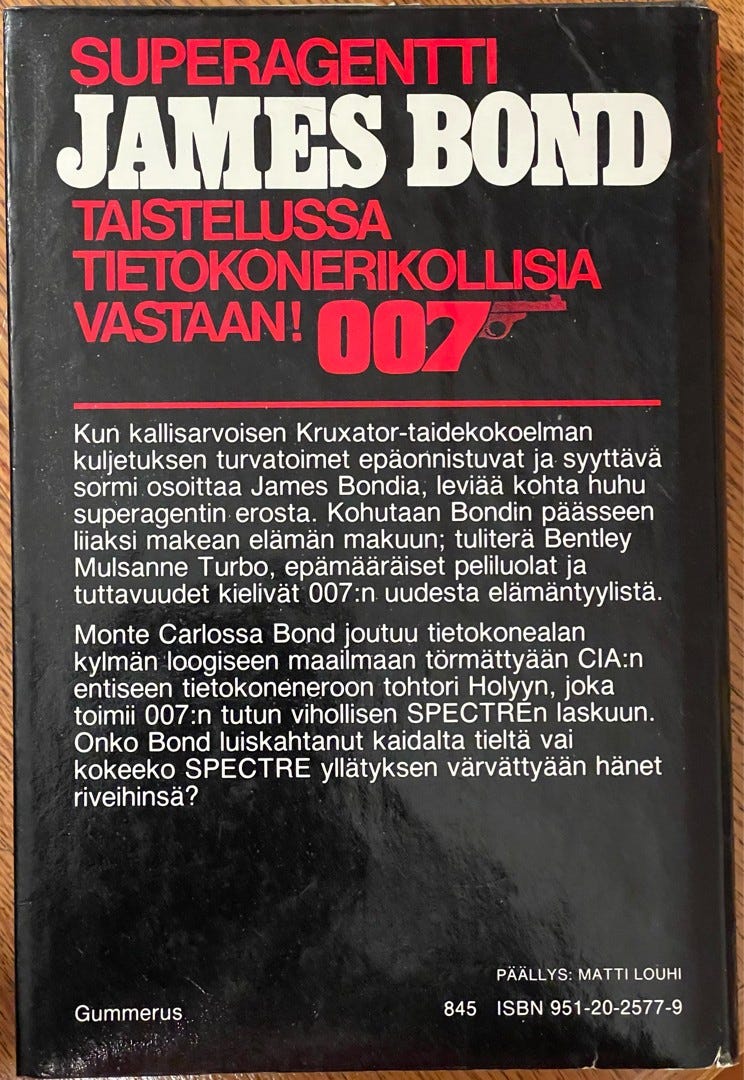 SUPERAGENTTI
JAMES BOND
TAISTELUSSA
TIETOKONERIKOLLISIA
VASTAAN! 007
Kun kallisarvoisen Kruxator-taidekokoelman
kuljetuksen turvatoimet epäonnistuvat ja syyttävä
sormi osoittaa James Bondia, leviää kohta huhu
superagentin erosta. Kohutaan Bondin päässeen
liiaksi makean elämän makuun; tuliterä Bentley
Mulsanne Turbo, epämääräiset peliluolat ja
tuttavuudet kielivät 007:n uudesta elämäntyylistä.
Monte Carlossa Bond joutuu tietokonealan
kylmän loogiseen maailmaan törmättyään CIA:n
entiseen tietokoneneroon tohtori Holyyn, joka
toimii 007:n tutun vihollisen SPECTREn laskuun.
Onko Bond luiskahtanut kaidalta tieltä vai
kokeeko SPECTRE yllätyksen värvättyään hänet
riveihinsä?
PÄÄLLYS: MATTI LOUHI
Gummerus 845 ISBN 951-20-2577-9